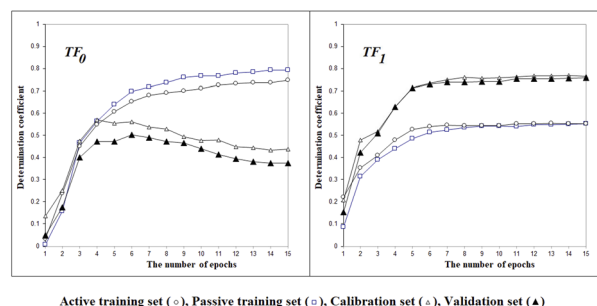 TF0
TF1
Determination coefficient
1
0.9
0.8
0.7
0.6
0.5
0.4
0.3
0.2
0.1
0
1 2 3 4 5 6 7 8 9 10 11 12 13 14 15
The number of epochs
Determination coefficient
1
0.9
0.8
0.7
0.6
0.5
0.4
0.3
0.2
0.1
0
1 2 3 4 5 6 7 8 9 10 11 12 13 14 15
The number of epochs
Active training set (○), Passive training set (□), Calibration set (△), Validation set (▲)